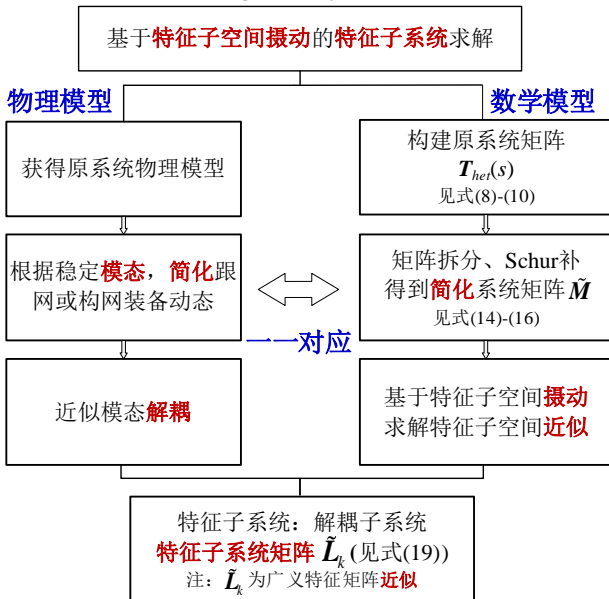 基于特征子空间摄动的特征子系统求解
物理模型
数学模型
获得原系统物理模型
构建原系统矩阵
T_{het}(s)
见式(8)-(10)
根据稳定模态，简化跟
网或构网装备动态
矩阵拆分、Schur补
得到简化系统矩阵 M̃
见式(14)-(16)
一一对应
近似模态解耦
基于特征子空间摄动
求解特征子空间近似
特征子系统：解耦子系统
特征子系统矩阵 L̃_k (见式(19))
注：L̃_k 为广义特征矩阵近似